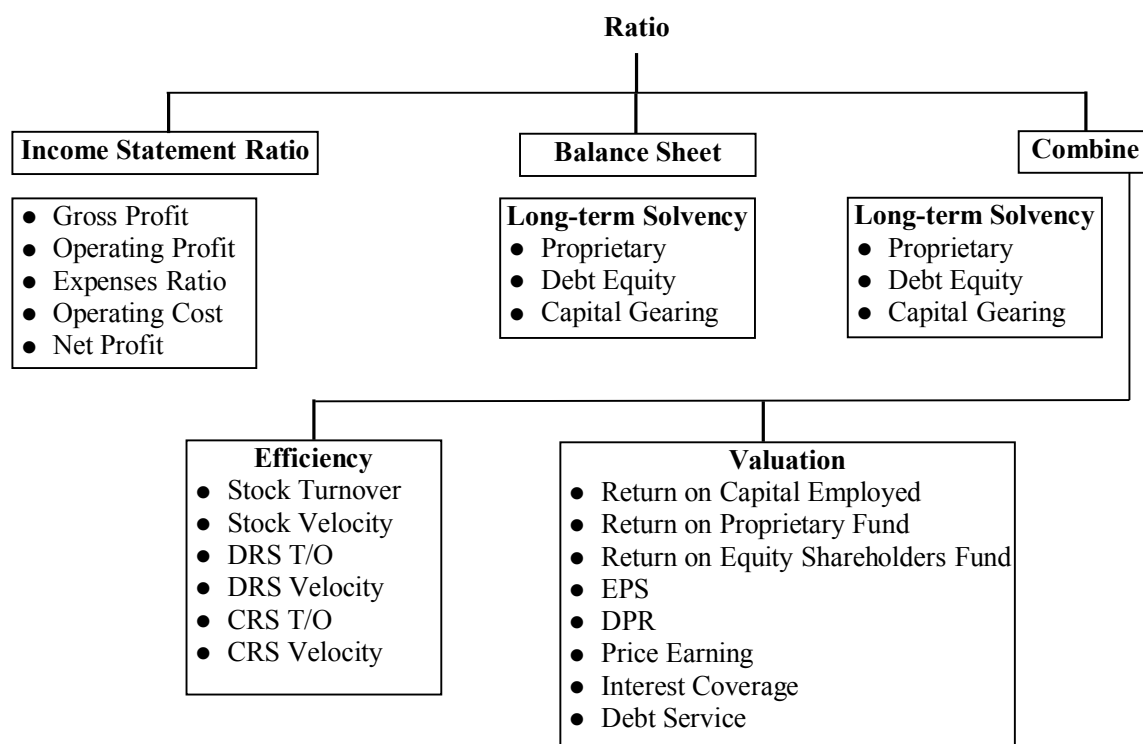 Ratio
Income Statement Ratio
Balance Sheet
Combine
● Gross Profit
● Operating Profit
● Expenses Ratio
● Operating Cost
● Net Profit
Long-term Solvency
● Proprietary
● Debt Equity
● Capital Gearing
Long-term Solvency
● Proprietary
● Debt Equity
● Capital Gearing
Efficiency
● Stock Turnover
● Stock Velocity
● DRS T/O
● DRS Velocity
● CRS T/O
● CRS Velocity
Valuation
● Return on Capital Employed
● Return on Proprietary Fund
● Return on Equity Shareholders Fund
● EPS
● DPR
● Price Earning
● Interest Coverage
● Debt Service